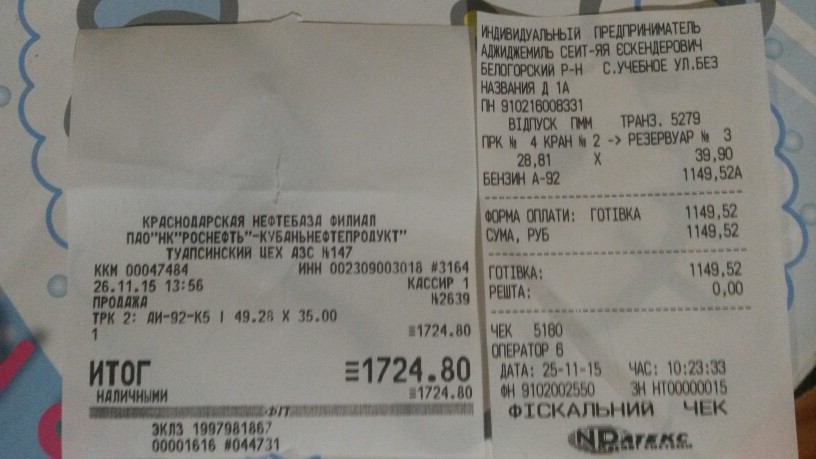 КРАСНОДАРСКАЯ НЕФТЕБАЗА ФИЛИАЛ
ПАО"НК"РОСНЕФТЬ"-КУБАНЬНЕФТЕПРОДУКТ"
ТУАПСИНСКИЙ ЦЕХ АЗС №147
ККМ 00047484 ИНН 002309003018 #3164
26.11.15 13:56 КАССИР 1
ПРОДАЖА №2639
ТРК 2: АИ-92-К5 | 49.28 X 35.00
1 ≡1724.80
ИТОГ ≡1724.80
НАЛИЧНЫМИ ≡1724.80
ФП
ЭКЛЗ 1997981867
00001616 #044731
ИНДИВИДУАЛЬНЫЙ ПРЕДПРИНИМАТЕЛЬ
АДЖИДЖЕМИЛЬ СЕИТ-ЯЯ ЄСКЕНДЕРОВИЧ
БЕЛОГОРСКИЙ Р-Н С.УЧЕБНОЕ УЛ.БЕЗ
НАЗВАНИЯ Д 1А
ПН 910216008331
ВІДПУСК ПММ ТРАНЗ. 5279
ПРК № 4 КРАН № 2 -> РЕЗЕРВУАР № 3
28,81 X 39,90
БЕНЗИН А-92 1149,52А
ФОРМА ОПЛАТИ: ГОТІВКА 1149,52
СУМА, РУБ 1149,52
ГОТІВКА: 1149,52
РЕШТА: 0,00
ЧЕК 5180
ОПЕРАТОР 6
ДАТА: 25-11-15 ЧАС: 10:23:33
ФН 9102002550 ЗН НТ00000015
ФІСКАЛЬНИЙ ЧЕК